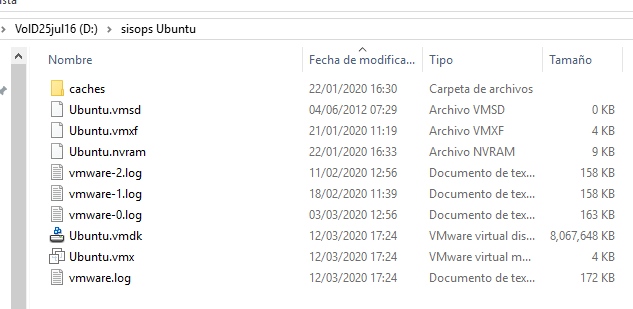 VolD25jul16 (D:) > sisops Ubuntu
Nombre Fecha de modifica... Tipo Tamaño
caches 22/01/2020 16:30 Carpeta de archivos
Ubuntu.vmsd 04/06/2012 07:29 Archivo VMSD 0 KB
Ubuntu.vmxf 21/01/2020 11:19 Archivo VMXF 4 KB
Ubuntu.nvram 22/01/2020 16:33 Archivo NVRAM 9 KB
vmware-2.log 11/02/2020 12:56 Documento de tex... 158 KB
vmware-1.log 18/02/2020 11:39 Documento de tex... 158 KB
vmware-0.log 03/03/2020 12:56 Documento de tex... 163 KB
Ubuntu.vmdk 12/03/2020 17:24 VMware virtual dis... 8,067,648 KB
Ubuntu.vmx 12/03/2020 17:24 VMware virtual m... 4 KB
vmware.log 12/03/2020 17:24 Documento de tex... 172 KB